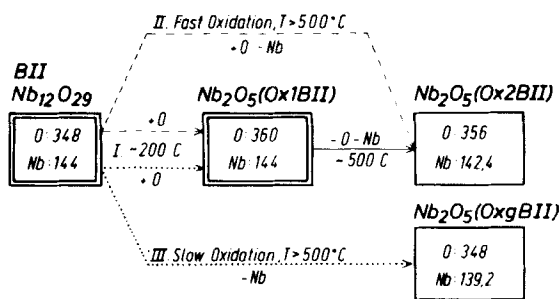 II. Fast Oxidation, T>500°C
+O -Nb
BII
Nb12O29
O:348
Nb:144
+O
I. ~200 C
+O
Nb2O5(Ox1BII)
O:360
Nb:144
-O-Nb
~500 C
Nb2O5(Ox2BII)
O:356
Nb:142,4
Nb2O5(OxgBII)
O:348
Nb:139,2
III. Slow Oxidation, T>500°C
-Nb